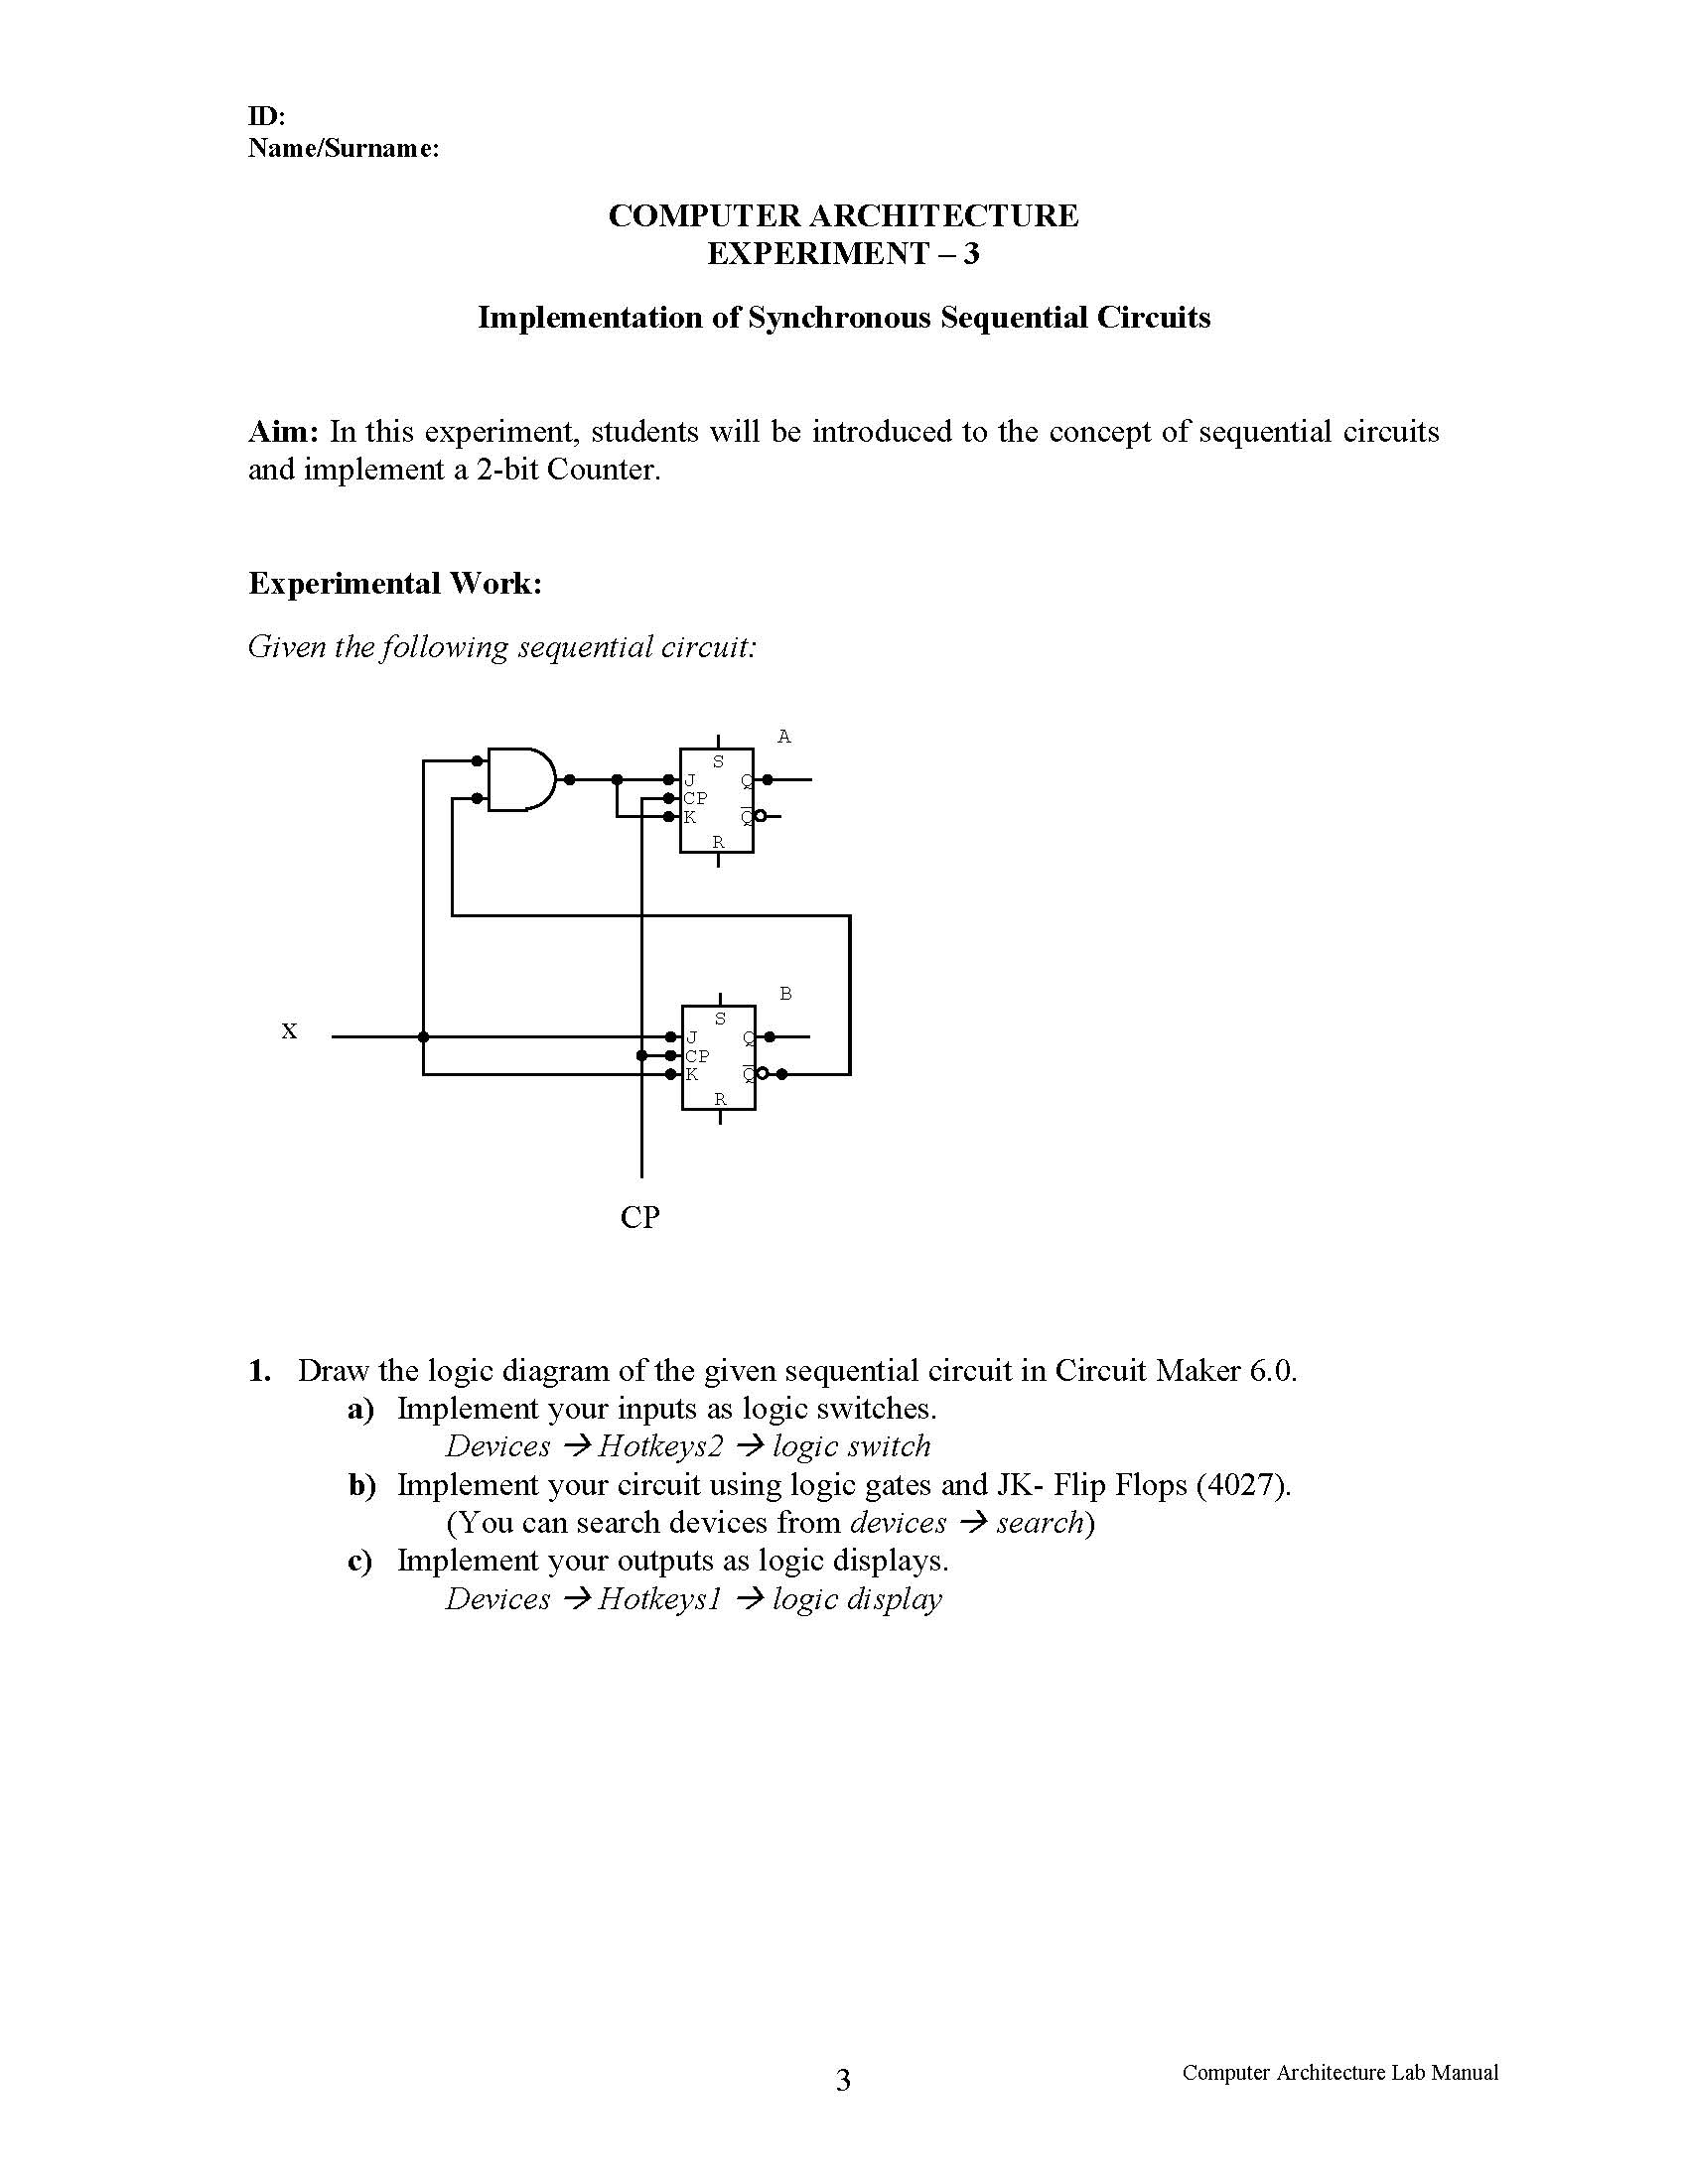 ID:
Name/Surname:
COMPUTER ARCHITECTURE
EXPERIMENT – 3
Implementation of Synchronous Sequential Circuits
Aim: In this experiment, students will be introduced to the concept of sequential circuits
and implement a 2-bit Counter.
Experimental Work:
Given the following sequential circuit:
A
S
J Q
CP
K Q̅
R
B
S
x
J Q
CP
K Q̅
R
CP
1. Draw the logic diagram of the given sequential circuit in Circuit Maker 6.0.
a) Implement your inputs as logic switches.
Devices → Hotkeys2 → logic switch
b) Implement your circuit using logic gates and JK- Flip Flops (4027).
(You can search devices from devices → search)
c) Implement your outputs as logic displays.
Devices → Hotkeys1 → logic display
3
Computer Architecture Lab Manual